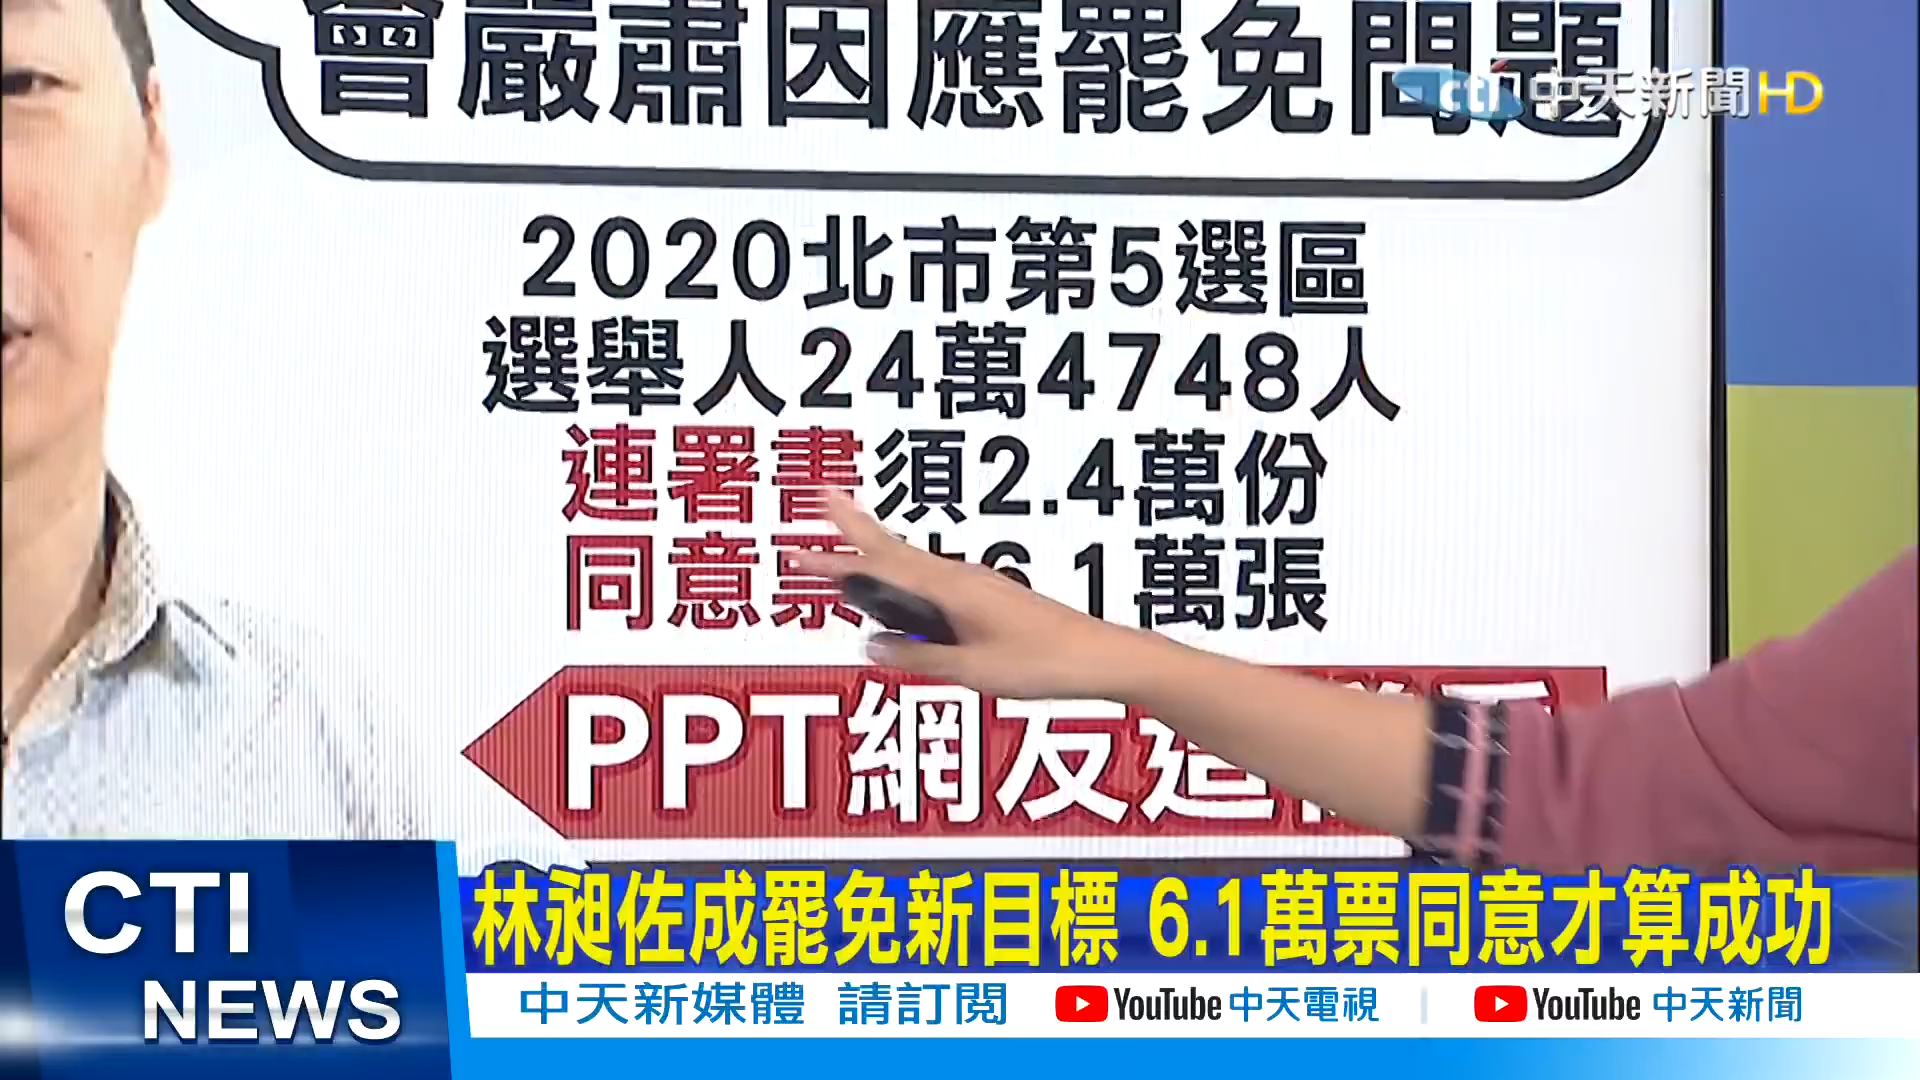 會嚴肅因應罷免問題
cti 中天新聞HD
2020北市第5選區
選舉人24萬4748人
連署書須2.4萬份
同意票 6.1萬張
PPT網友造
林昶佐成罷免新目標 6.1萬票同意才算成功
CTI
NEWS
中天新媒體 請訂閱 YouTube 中天電視 | YouTube 中天新聞